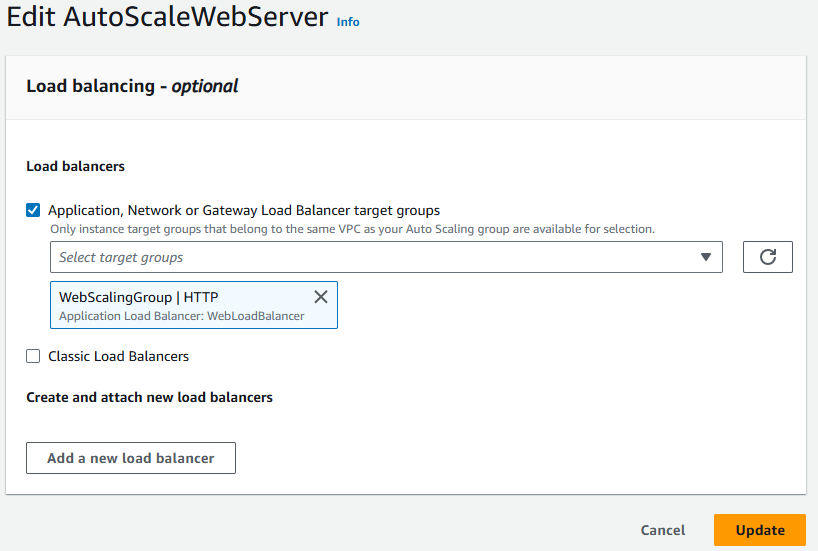 Edit AutoScaleWebServer Info
Load balancing - optional
Load balancers
Application, Network or Gateway Load Balancer target groups
Only instance target groups that belong to the same VPC as your Auto Scaling group are available for selection.
Select target groups
WebScalingGroup | HTTP
Application Load Balancer: WebLoadBalancer
Classic Load Balancers
Create and attach new load balancers
Add a new load balancer
Cancel Update